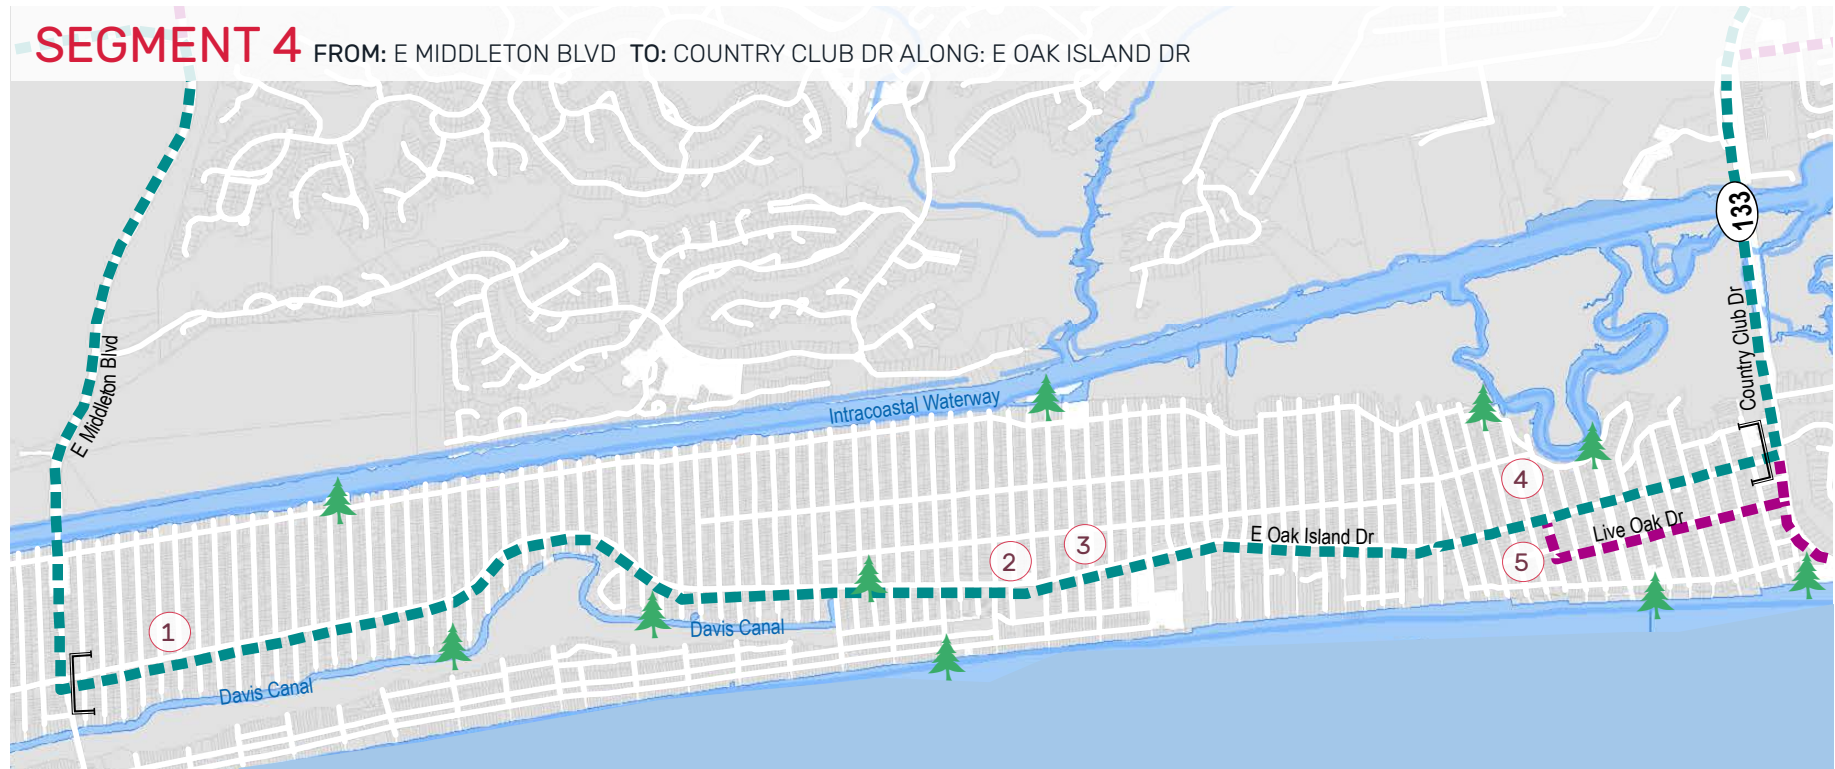 SEGMENT 4 FROM: E MIDDLETON BLVD TO: COUNTRY CLUB DR ALONG: E OAK ISLAND DR
133
Country Club Dr
E Middleton Blvd
Intracoastal Waterway
4
E Oak Island Dr
Live Oak Dr
3
2
5
Davis Canal
1
Davis Canal